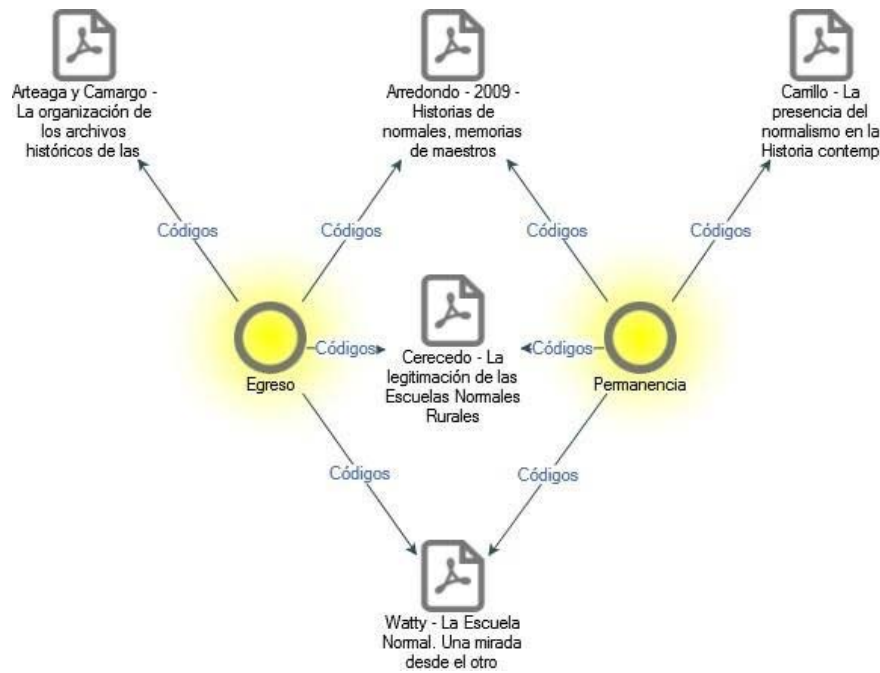 Arteaga y Camargo -
La organización de
los archivos
históricos de las
Arredondo - 2009 -
Historias de
normales, memorias
de maestros
Carrillo - La
presencia del
normalismo en la
Historia contemp
Códigos
Códigos
Códigos
Códigos
Códigos
Códigos
Egreso
Cerecedo - La
legitimación de las
Escuelas Normales
Rurales
Permanencia
Códigos
Códigos
Watty - La Escuela
Normal. Una mirada
desde el otro